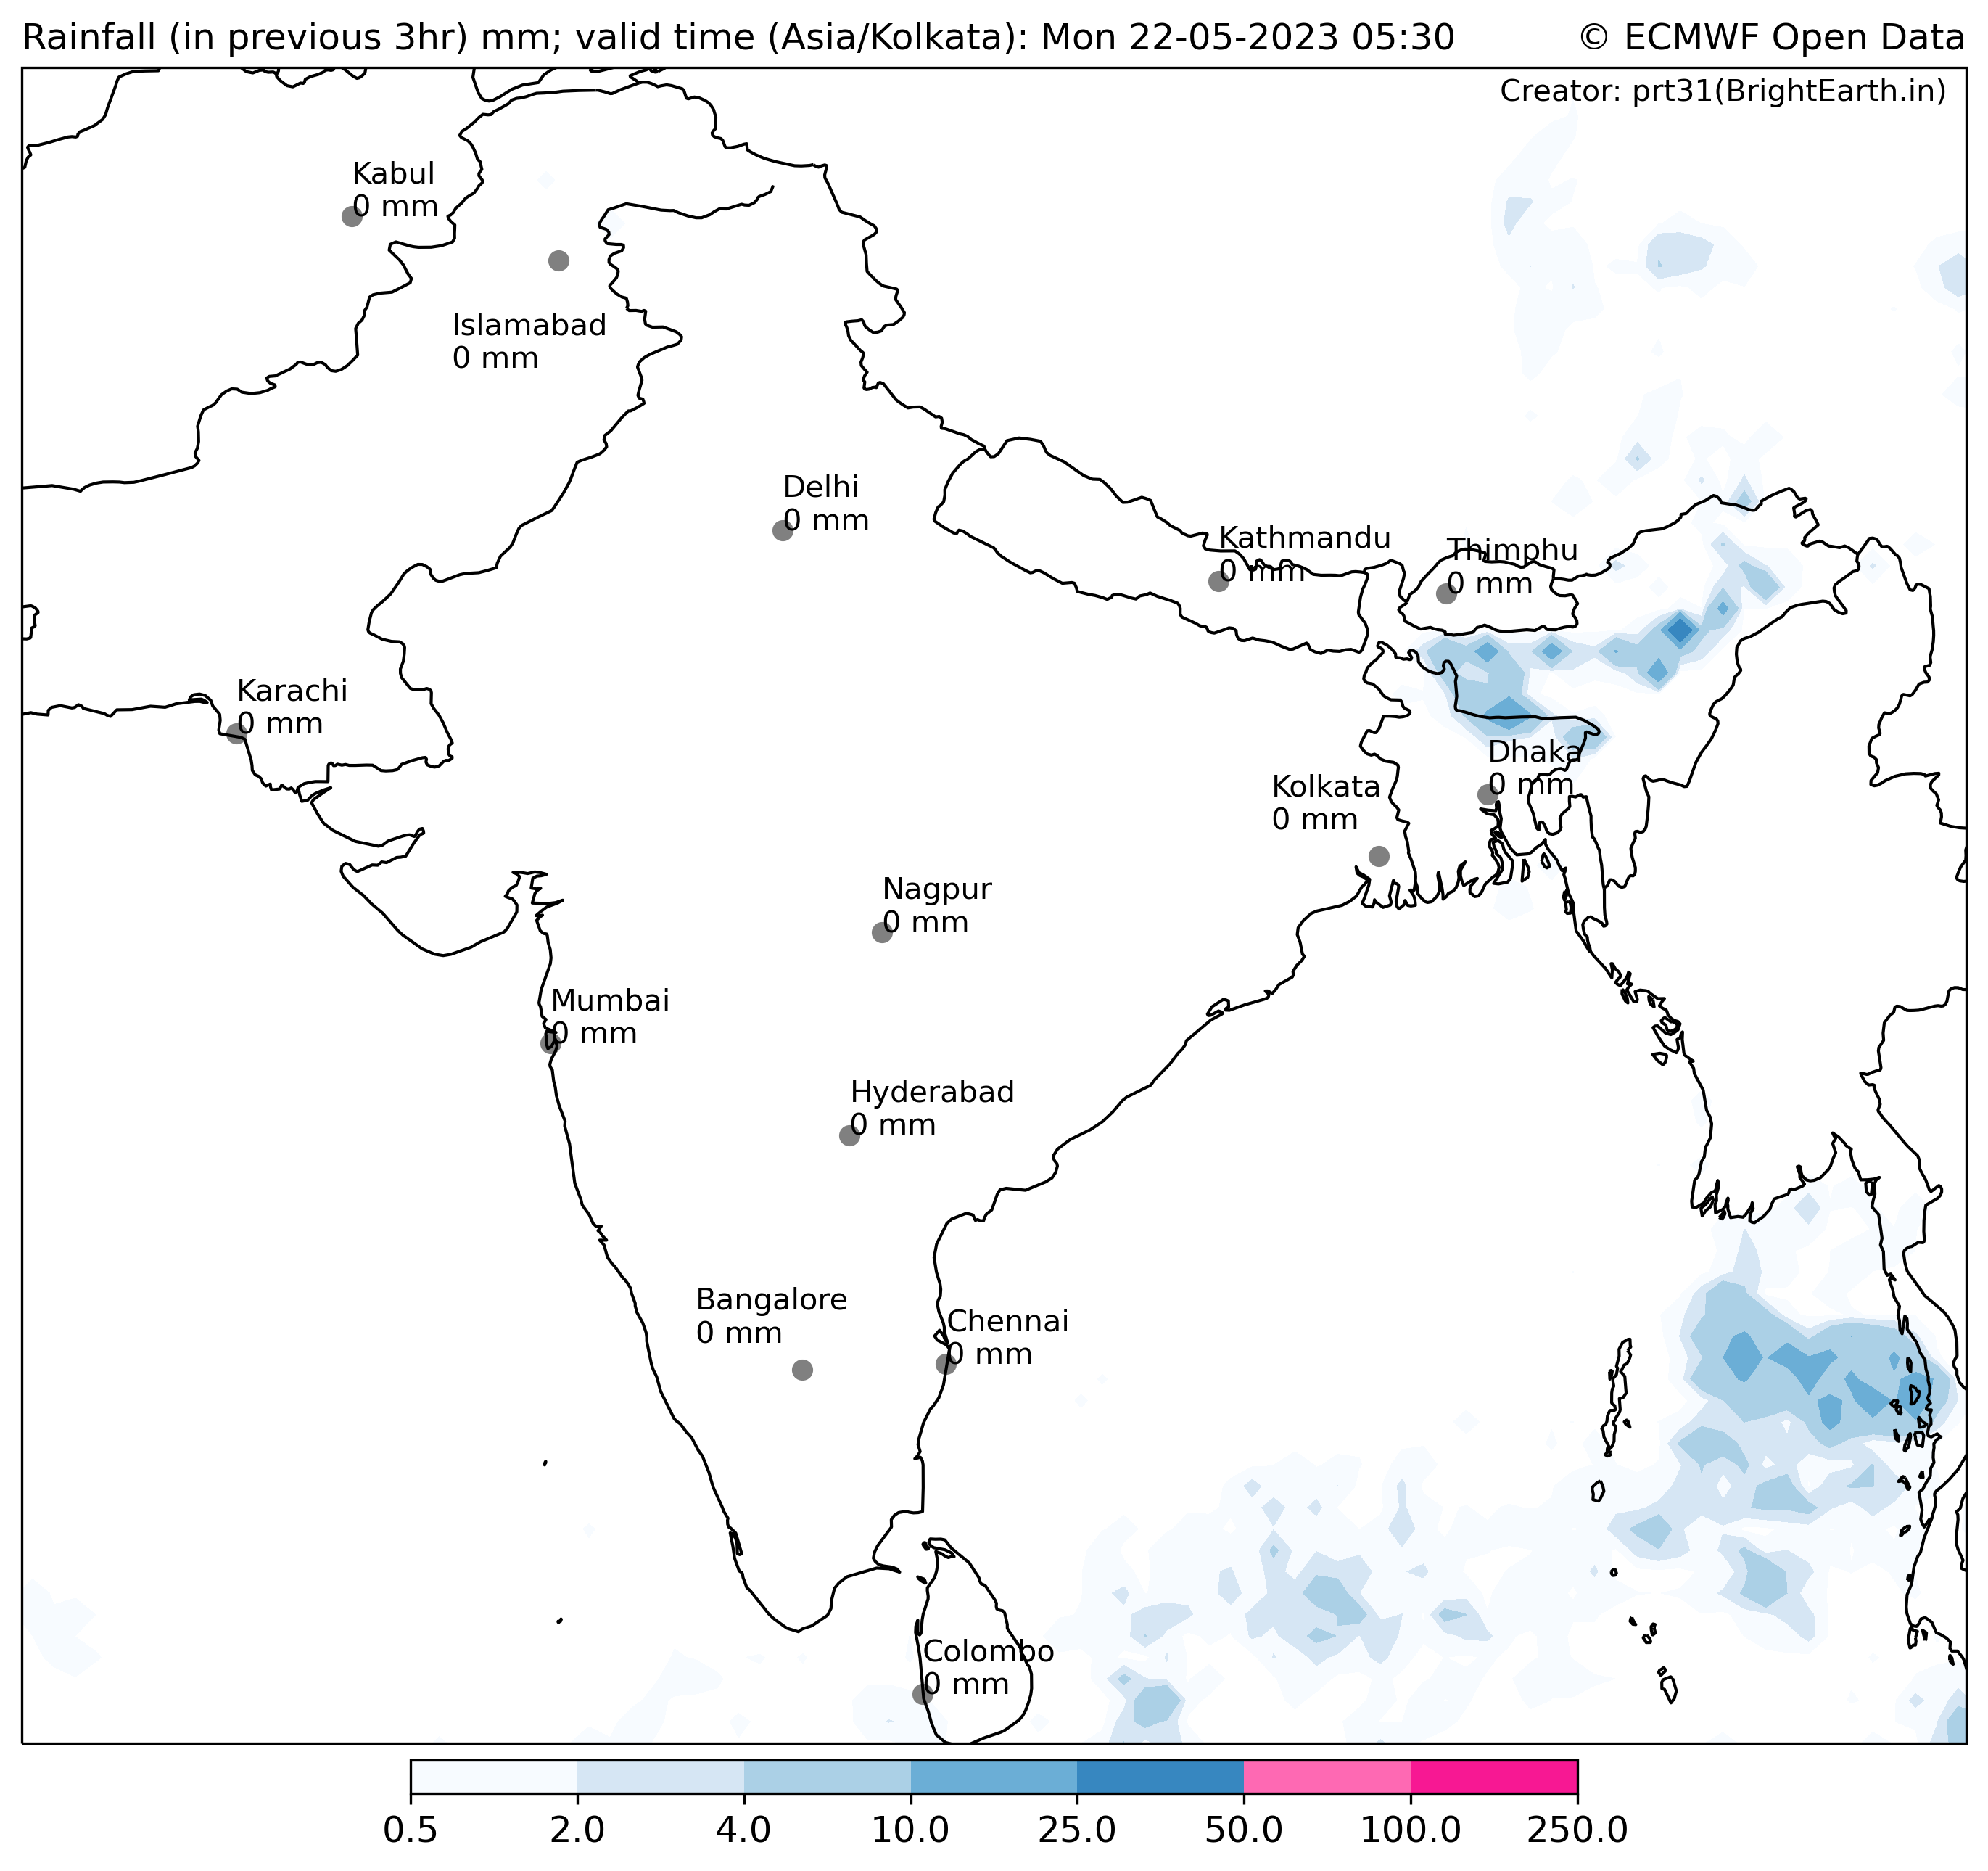 Rainfall (in previous 3hr) mm; valid time (Asia/Kolkata): Mon 22-05-2023 05:30
© ECMWF Open Data
Creator: prt31(BrightEarth.in)
Kabul
0 mm
Islamabad
0 mm
Delhi
0 mm
Kathmandu
0 mm
Thimphu
0 mm
Karachi
0 mm
Dhaka
0 mm
Kolkata
0 mm
Nagpur
0 mm
Mumbai
0 mm
Hyderabad
0 mm
Bangalore
0 mm
Chennai
0 mm
Colombo
0 mm
0.5 2.0 4.0 10.0 25.0 50.0 100.0 250.0